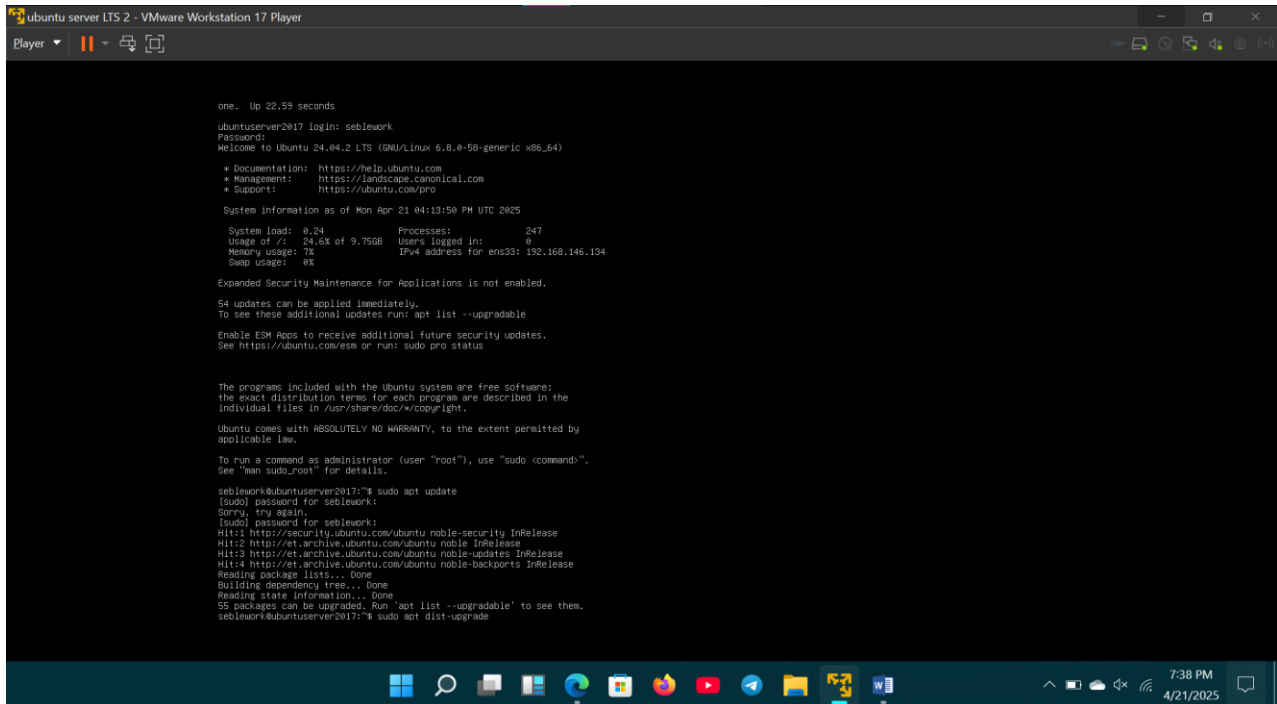 ubuntu server LTS 2 - VMware Workstation 17 Player
Player
one.  Up 22.59 seconds
ubuntuserver2017 login: seblework
Password:
Welcome to Ubuntu 24.04.2 LTS (GNU/Linux 6.8.0-58-generic x86_64)
* Documentation:  https://help.ubuntu.com
* Management:     https://landscape.canonical.com
* Support:        https://ubuntu.com/pro
System information as of Mon Apr 21 04:13:50 PM UTC 2025
System load:  0.24               Processes:              247
Usage of /:   24.6% of 9.75GB   Users logged in:        0
Memory usage: 7%                 IPv4 address for ens33: 192.168.146.134
Swap usage:   0%
Expanded Security Maintenance for Applications is not enabled.
54 updates can be applied immediately.
To see these additional updates run: apt list --upgradable
Enable ESM Apps to receive additional future security updates.
See https://ubuntu.com/esm or run: sudo pro status
The programs included with the Ubuntu system are free software;
the exact distribution terms for each program are described in the
individual files in /usr/share/doc/*/copyright.
Ubuntu comes with ABSOLUTELY NO WARRANTY, to the extent permitted by
applicable law.
To run a command as administrator (user "root"), use "sudo <command>".
See "man sudo_root" for details.
seblework@ubuntuserver2017:~$ sudo apt update
[sudo] password for seblework:
Sorry, try again.
[sudo] password for seblework:
Hit:1 http://security.ubuntu.com/ubuntu noble-security InRelease
Hit:2 http://et.archive.ubuntu.com/ubuntu noble InRelease
Hit:3 http://et.archive.ubuntu.com/ubuntu noble-updates InRelease
Hit:4 http://et.archive.ubuntu.com/ubuntu noble-backports InRelease
Reading package lists... Done
Building dependency tree... Done
Reading state information... Done
55 packages can be upgraded. Run 'apt list --upgradable' to see them.
seblework@ubuntuserver2017:~$ sudo apt dist-upgrade
7:38 PM
4/21/2025